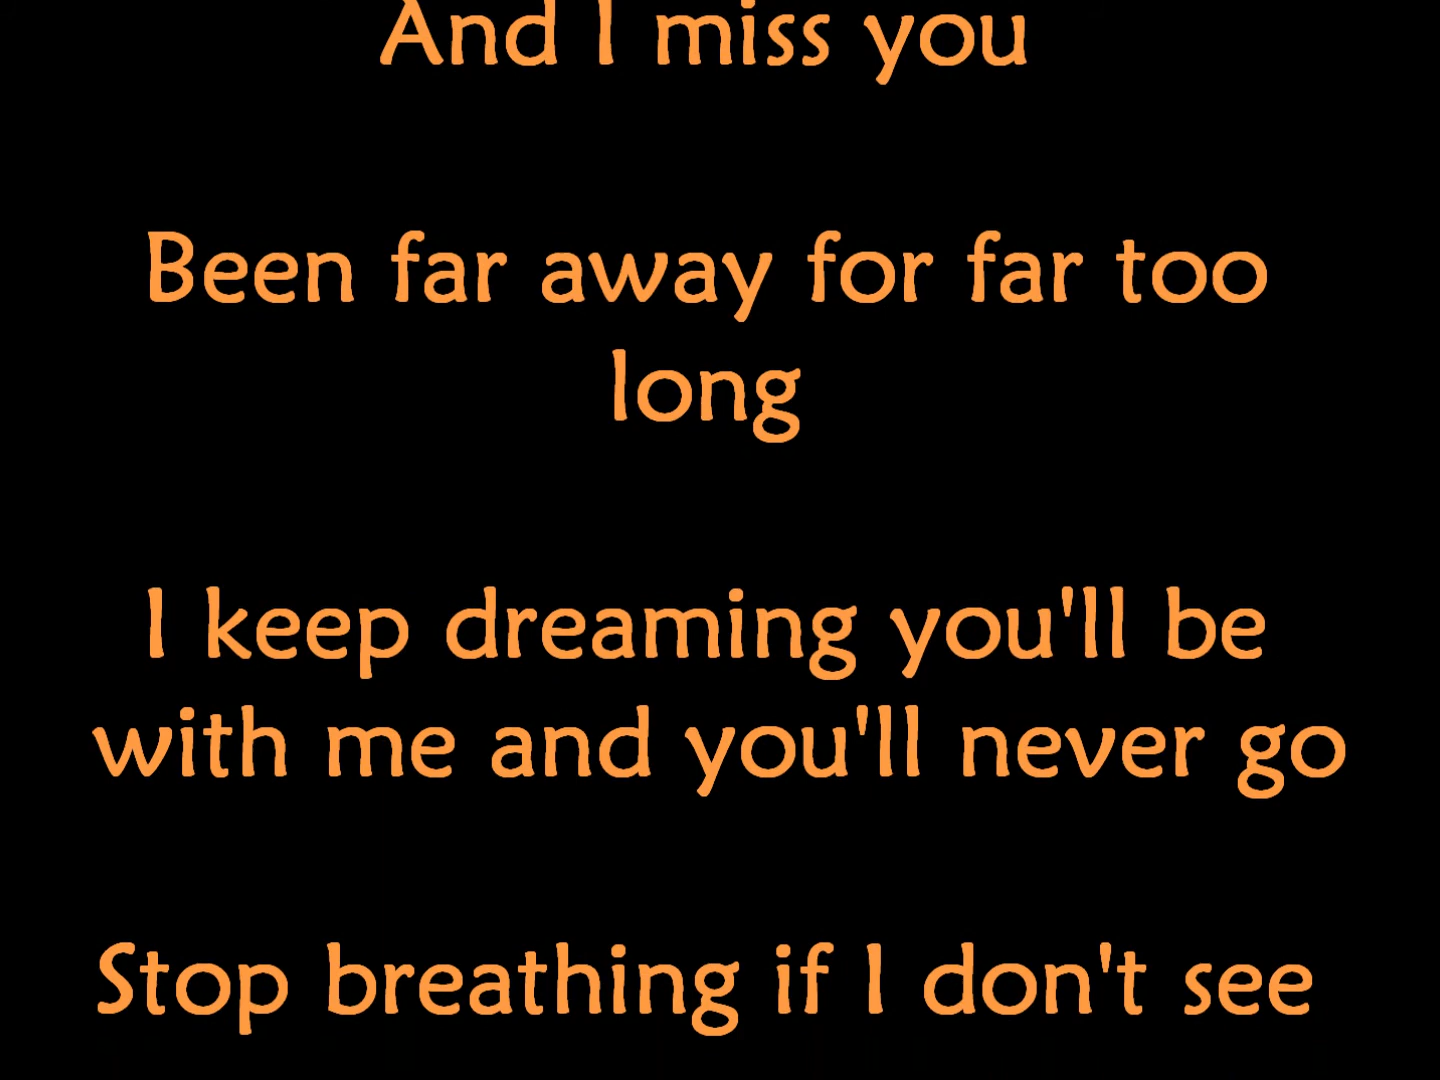 And I miss you
Been far away for far too
long
I keep dreaming you'll be
with me and you'll never go
Stop breathing if I don't see